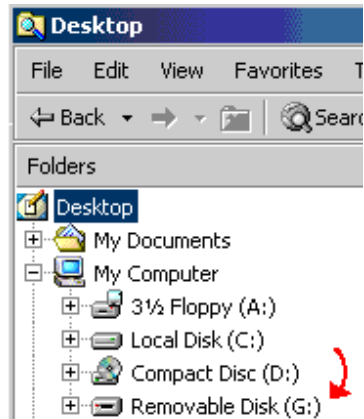 Desktop
File Edit View Favorites T
Back Sear
Folders
Desktop
My Documents
My Computer
3½ Floppy (A:)
Local Disk (C:)
Compact Disc (D:)
Removable Disk (G:)